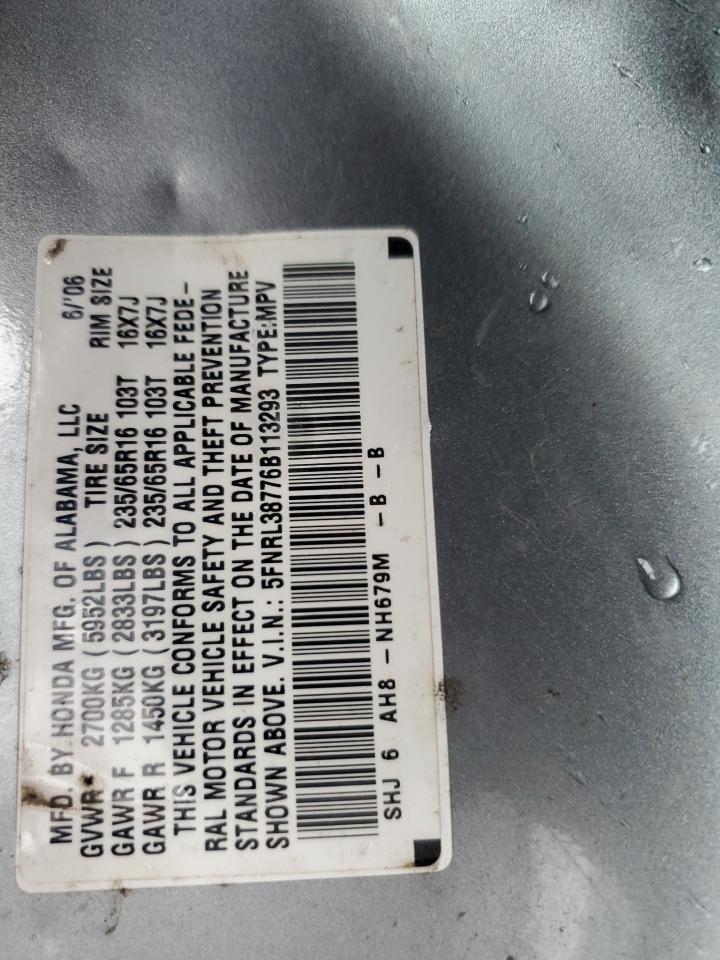 MFD. BY HONDA MFG. OF ALABAMA, LLC 6/'06
GVWR 2700KG (5952LBS) TIRE SIZE RIM SIZE
GAWR F 1285KG (2833LBS) 235/65R16 103T 16X7J
GAWR R 1450KG (3197LBS) 235/65R16 103T 16X7J
THIS VEHICLE CONFORMS TO ALL APPLICABLE FEDE-
RAL MOTOR VEHICLE SAFETY AND THEFT PREVENTION
STANDARDS IN EFFECT ON THE DATE OF MANUFACTURE
SHOWN ABOVE. V.I.N.: 5FNRL38776B113293 TYPE:MPV
SHJ 6 AH8 -NH679M -B -B